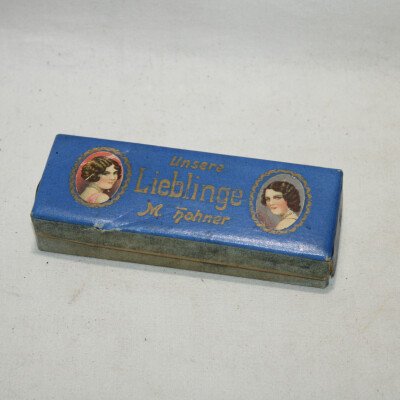 Unsere
Lieblinge
M. Hohner